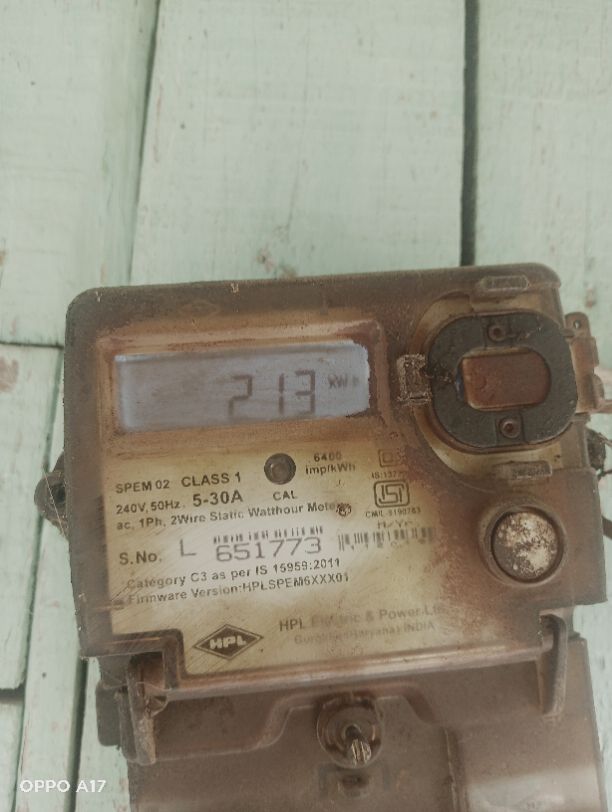 213 kWh
SPEM 02 CLASS 1
6400
imp/kWh
240V, 50Hz, 5-30A CAL
ac, 1Ph, 2Wire Static Watthour Meter
S.No. L 651773
Category C3 as per IS 15959:2011
Firmware Version:HPLSPEM6XXX01
HPL
HPL Electric & Power Ltd
INDIA
OPPO A17